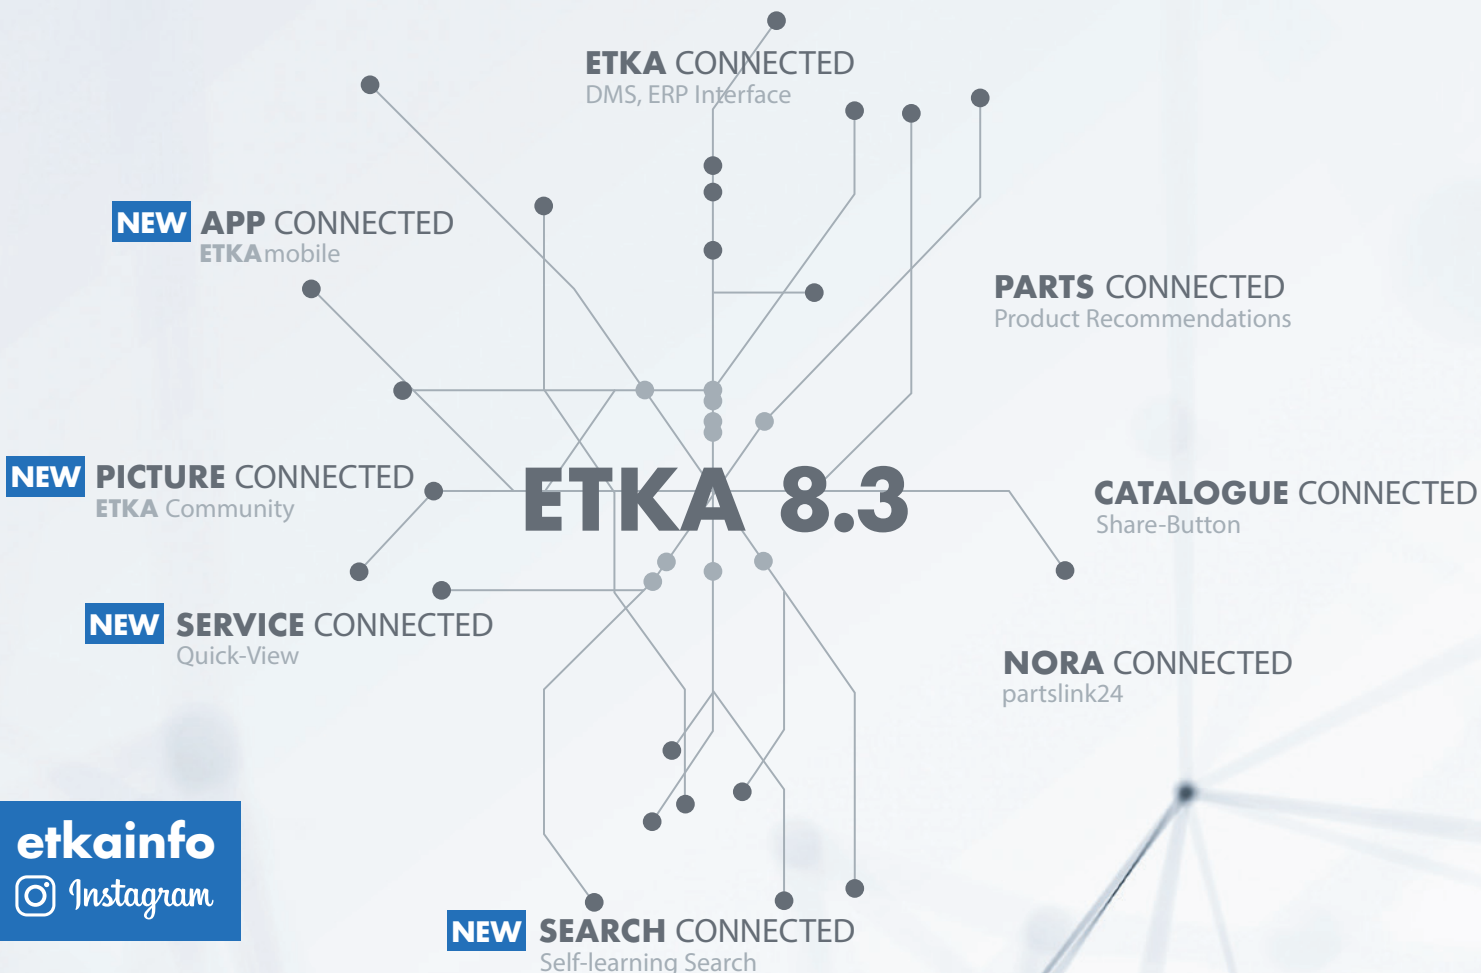 ETKA CONNECTED
DMS, ERP Interface
NEW APP CONNECTED
ETKAmobile
PARTS CONNECTED
Product Recommendations
NEW PICTURE CONNECTED
ETKA Community
ETKA 8.3
CATALOGUE CONNECTED
Share-Button
NEW SERVICE CONNECTED
Quick-View
NORA CONNECTED
partslink24
etkainfo
Instagram
NEW SEARCH CONNECTED
Self-learning Search